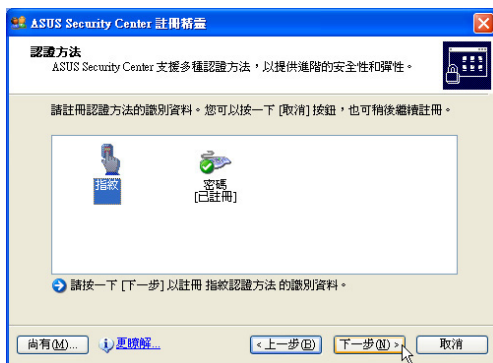 ASUS Security Center 註冊精靈
認證方法
ASUS Security Center 支援多種認證方法，以提供進階的安全性和彈性。
請註冊認證方法的識別資料。您可以按一下 [取消] 按鈕，也可稍後繼續註冊。
指紋
密碼
[已註冊]
請按一下 [下一步] 以註冊 指紋認證方法 的識別資料。
尚有(M)... 更瞭解... < 上一步(B) 下一步(N) > 取消